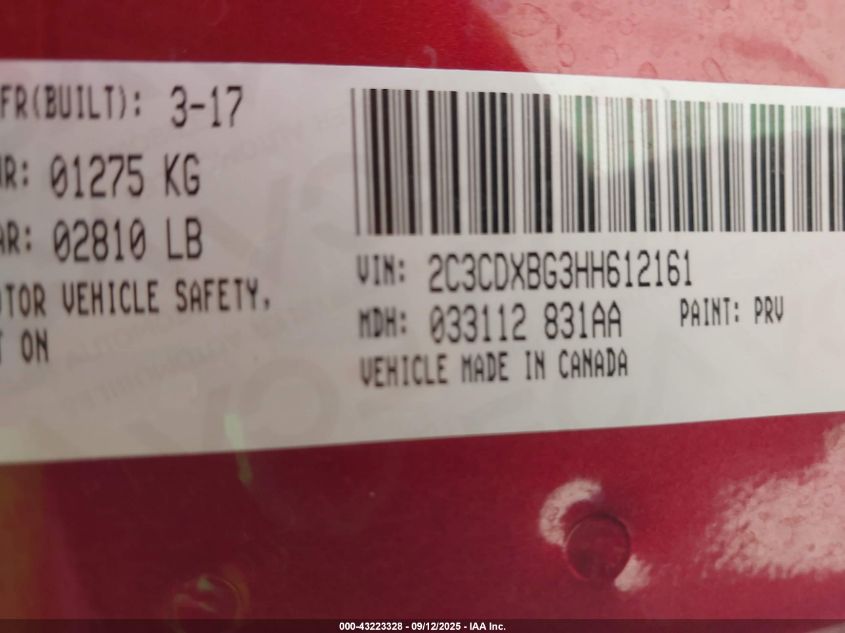 FR(BUILT): 3-17
R: 01275 KG
AR: 02810 LB
OTOR VEHICLE SAFETY,
ON
VIN: 2C3CDXBG3HH612161
MDH: 033112 831AA PAINT: PRV
VEHICLE MADE IN CANADA
000-43223328 - 09/12/2025 - IAA Inc.